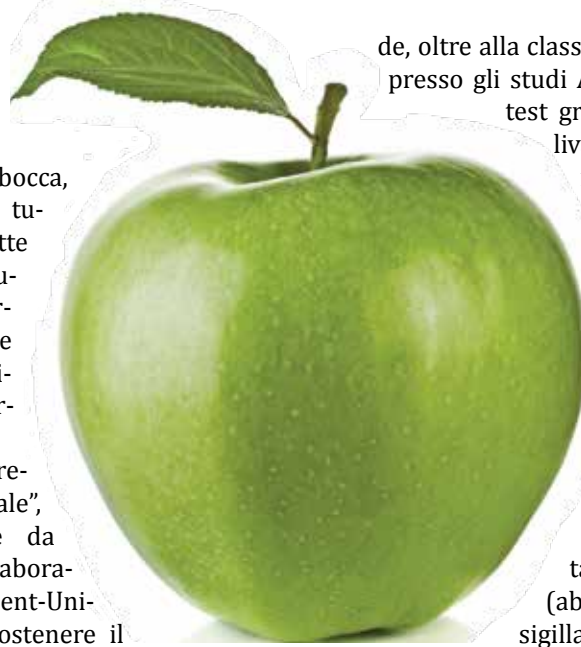 bocca,
tu-
tte
u-
r-
e
i-
r-
re-
ale”,
e da
abora-
ent-Uni-
ostenere il
de, oltre alla class
presso gli studi A
test gr
liv
ta
(ab
sigilla